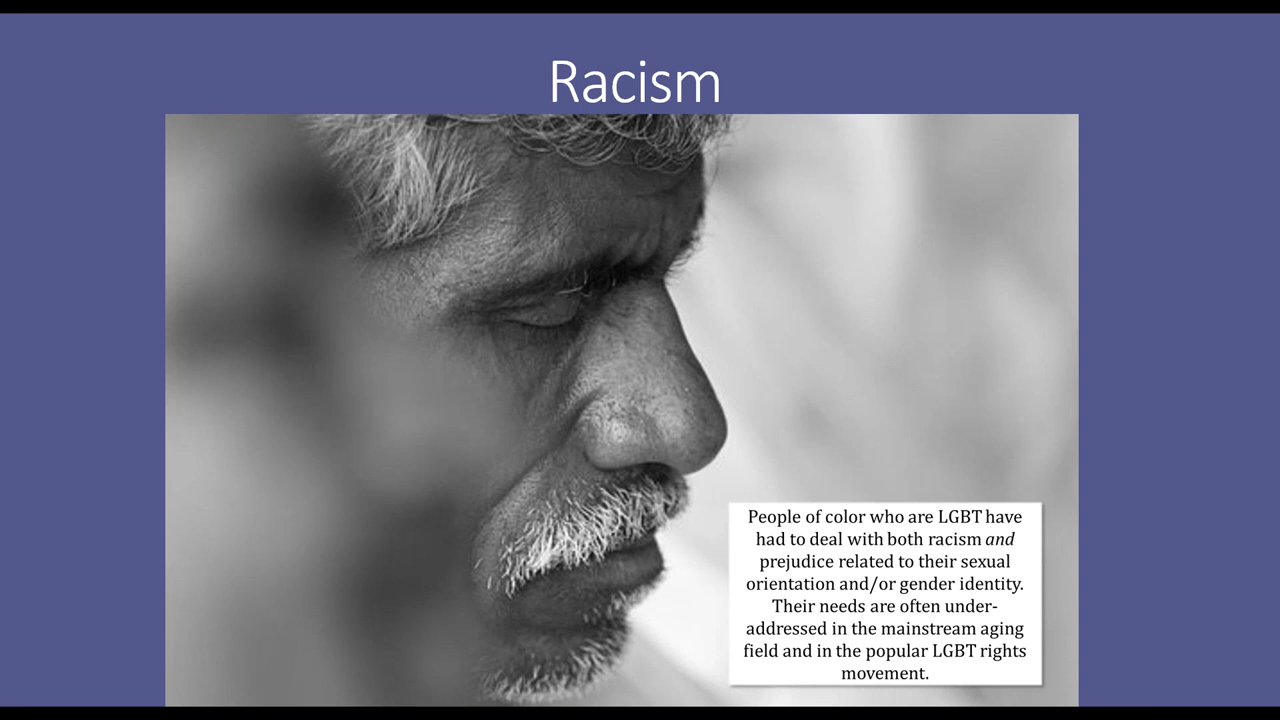 Racism
People of color who are LGBT have
had to deal with both racism and
prejudice related to their sexual
orientation and/or gender identity.
Their needs are often under-
addressed in the mainstream aging
field and in the popular LGBT rights
movement.